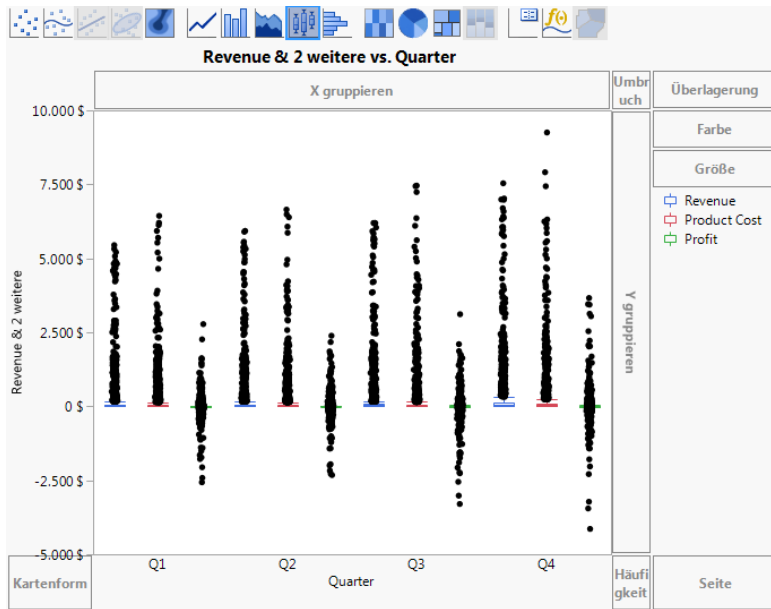 Revenue & 2 weitere vs. Quarter
X gruppieren
Umbr
uch
Überlagerung
Farbe
Größe
Revenue
Product Cost
Profit
Y gruppieren
Revenue & 2 weitere
10.000 $
7.500 $
5.000 $
2.500 $
0 $
-2.500 $
-5.000 $
Q1
Q2
Q3
Q4
Quarter
Kartenform
Häufi
gkeit
Seite